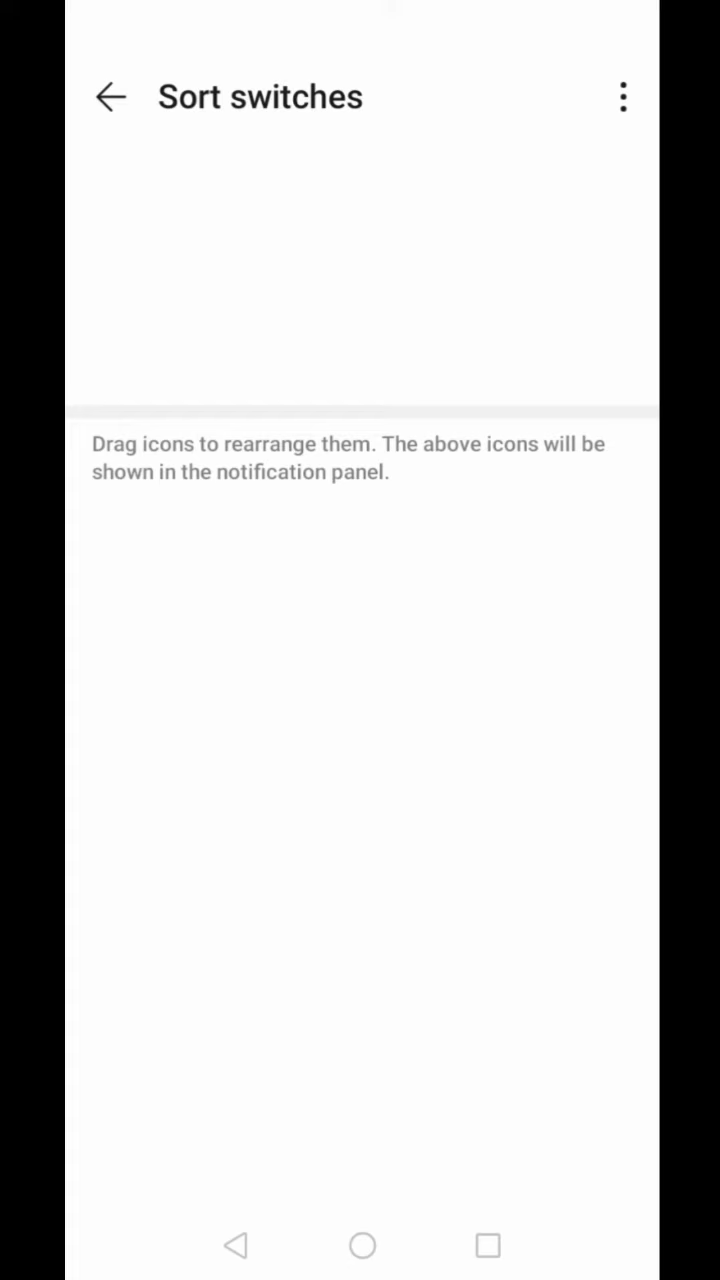 Sort switches
Drag icons to rearrange them. The above icons will be
shown in the notification panel.